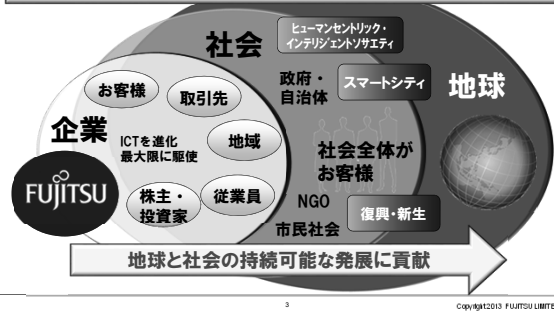 社会
ヒューマンセントリック・
インテリジェントソサエティ
政府・
自治体
スマートシティ
地球
お客様
取引先
企業
ICTを進化
最大限に駆使
地域
社会全体が
お客様
FUJITSU
株主・
投資家
従業員
NGO
市民社会
復興・新生
地球と社会の持続可能な発展に貢献
3
Copyright2013 FUJITSU LIMITE